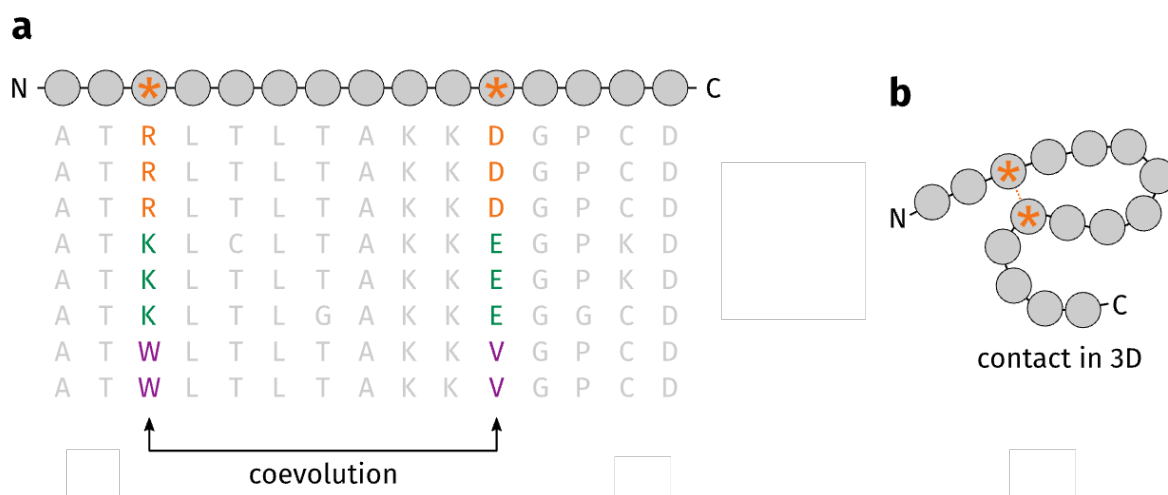 a
N * * C
A T R L T L T A K K D G P C D
A T R L T L T A K K D G P C D
A T R L T L T A K K D G P C D
A T K L C L T A K K E G P K D
A T K L T L T A K K E G P K D
A T K L T L G A K K E G G C D
A T W L T L T A K K V G P C D
A T W L T L T A K K V G P C D
coevolution
b
*
*
N
C
contact in 3D